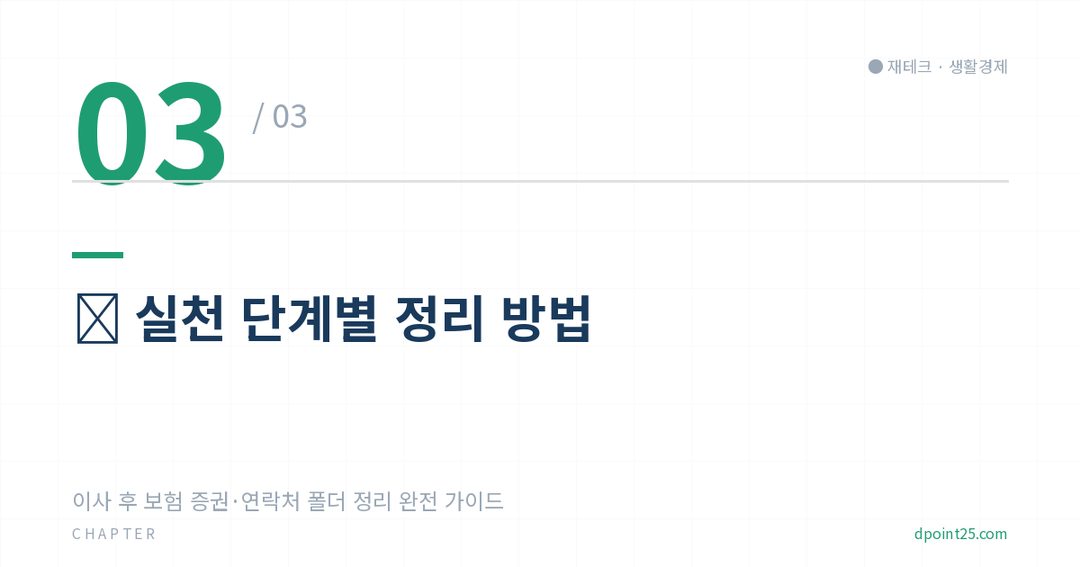 03 / 03
● 재테크 · 생활경제
실천 단계별 정리 방법
이사 후 보험 증권·연락처 폴더 정리 완전 가이드
CHAPTER
dpoint25.com